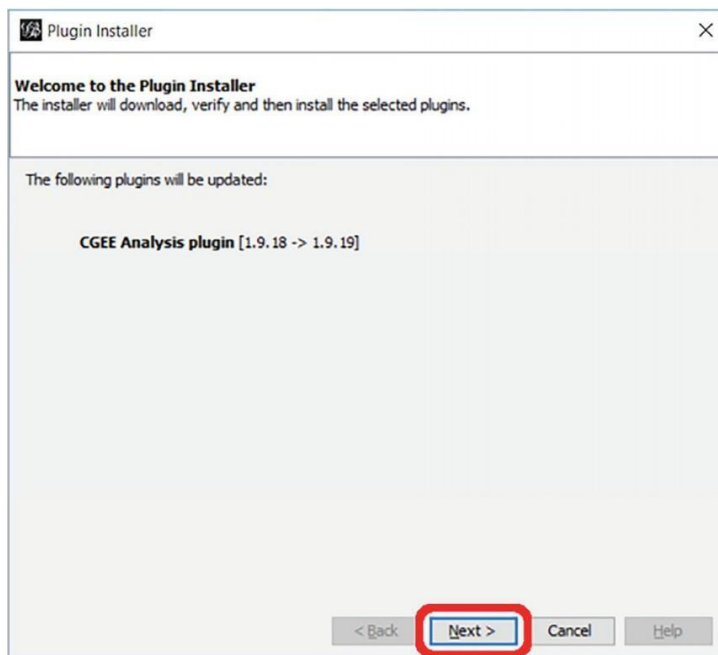 Plugin Installer
Welcome to the Plugin Installer
The installer will download, verify and then install the selected plugins.
The following plugins will be updated:
CGEE Analysis plugin [1.9.18 -> 1.9.19]
< Back Next > Cancel Help